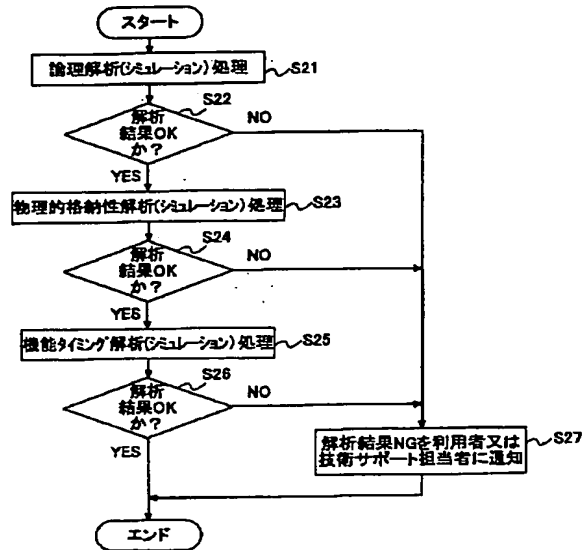 スタート
論理解析(シミュレーション)処理
S21
S22
解析
結果OK
か?
NO
YES
物理的格納性解析(シミュレーション)処理
S23
S24
解析
結果OK
か?
NO
YES
機能タイミング解析(シミュレーション)処理
S25
S26
解析
結果OK
か?
NO
YES
解析結果NGを利用者又は
技術サポート担当者に通知
S27
エンド